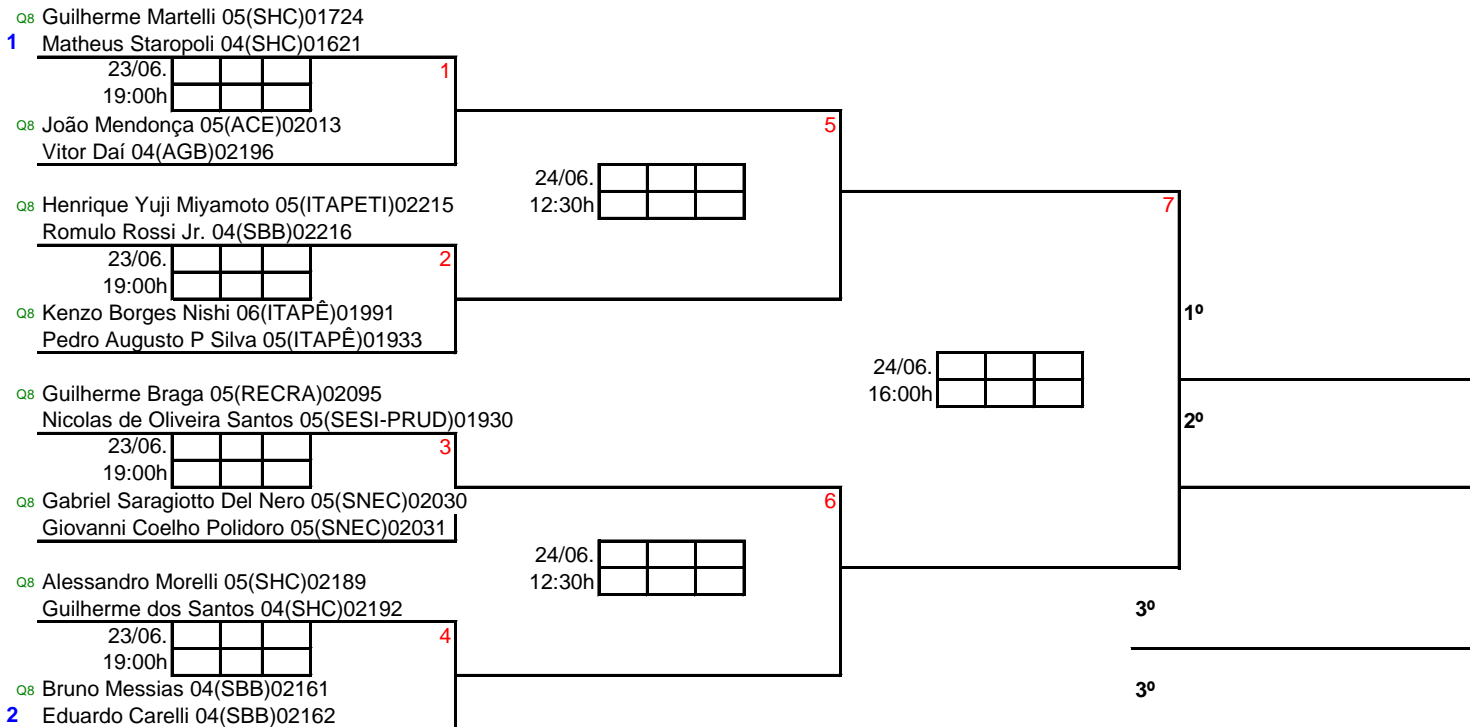 Q8 Guilherme Martelli 05(SHC)01724
1 Matheus Staropoli 04(SHC)01621
23/06. 1
19:00h
Q8 João Mendonça 05(ACE)02013 5
Vitor Daí 04(AGB)02196
24/06.
Q8 Henrique Yuji Miyamoto 05(ITAPETI)02215 12:30h 7
Romulo Rossi Jr. 04(SBB)02216
23/06. 2
19:00h
Q8 Kenzo Borges Nishi 06(ITAPÊ)01991 1º
Pedro Augusto P Silva 05(ITAPÊ)01933
24/06.
Q8 Guilherme Braga 05(RECRA)02095 16:00h
Nicolas de Oliveira Santos 05(SESI-PRUD)01930 2º
23/06. 3
19:00h
Q8 Gabriel Saragiotto Del Nero 05(SNEC)02030 6
Giovanni Coelho Polidoro 05(SNEC)02031
24/06.
Q8 Alessandro Morelli 05(SHC)02189 12:30h
Guilherme dos Santos 04(SHC)02192 3º
23/06. 4
19:00h
Q8 Bruno Messias 04(SBB)02161 3º
2 Eduardo Carelli 04(SBB)02162